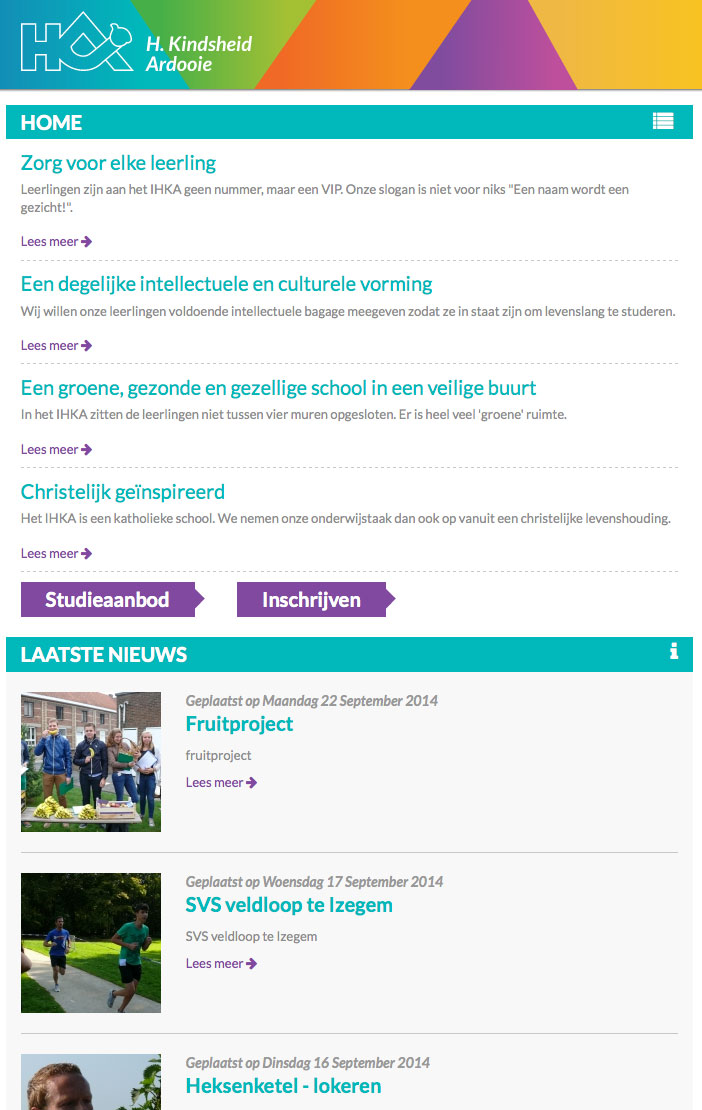 H. Kindsheid
Ardooie
HOME
Zorg voor elke leerling
Leerlingen zijn aan het IHKA geen nummer, maar een VIP. Onze slogan is niet voor niks "Een naam wordt een
gezicht!".
Lees meer
Een degelijke intellectuele en culturele vorming
Wij willen onze leerlingen voldoende intellectuele bagage meegeven zodat ze in staat zijn om levenslang te studeren.
Lees meer
Een groene, gezonde en gezellige school in een veilige buurt
In het IHKA zitten de leerlingen niet tussen vier muren opgesloten. Er is heel veel 'groene' ruimte.
Lees meer
Christelijk geïnspireerd
Het IHKA is een katholieke school. We nemen onze onderwijstaak dan ook op vanuit een christelijke levenshouding.
Lees meer
Studieaanbod Inschrijven
LAATSTE NIEUWS
Geplaatst op Maandag 22 September 2014
Fruitproject
fruitproject
Lees meer
Geplaatst op Woensdag 17 September 2014
SVS veldloop te Izegem
SVS veldloop te Izegem
Lees meer
Geplaatst op Dinsdag 16 September 2014
Heksenketel - lokeren